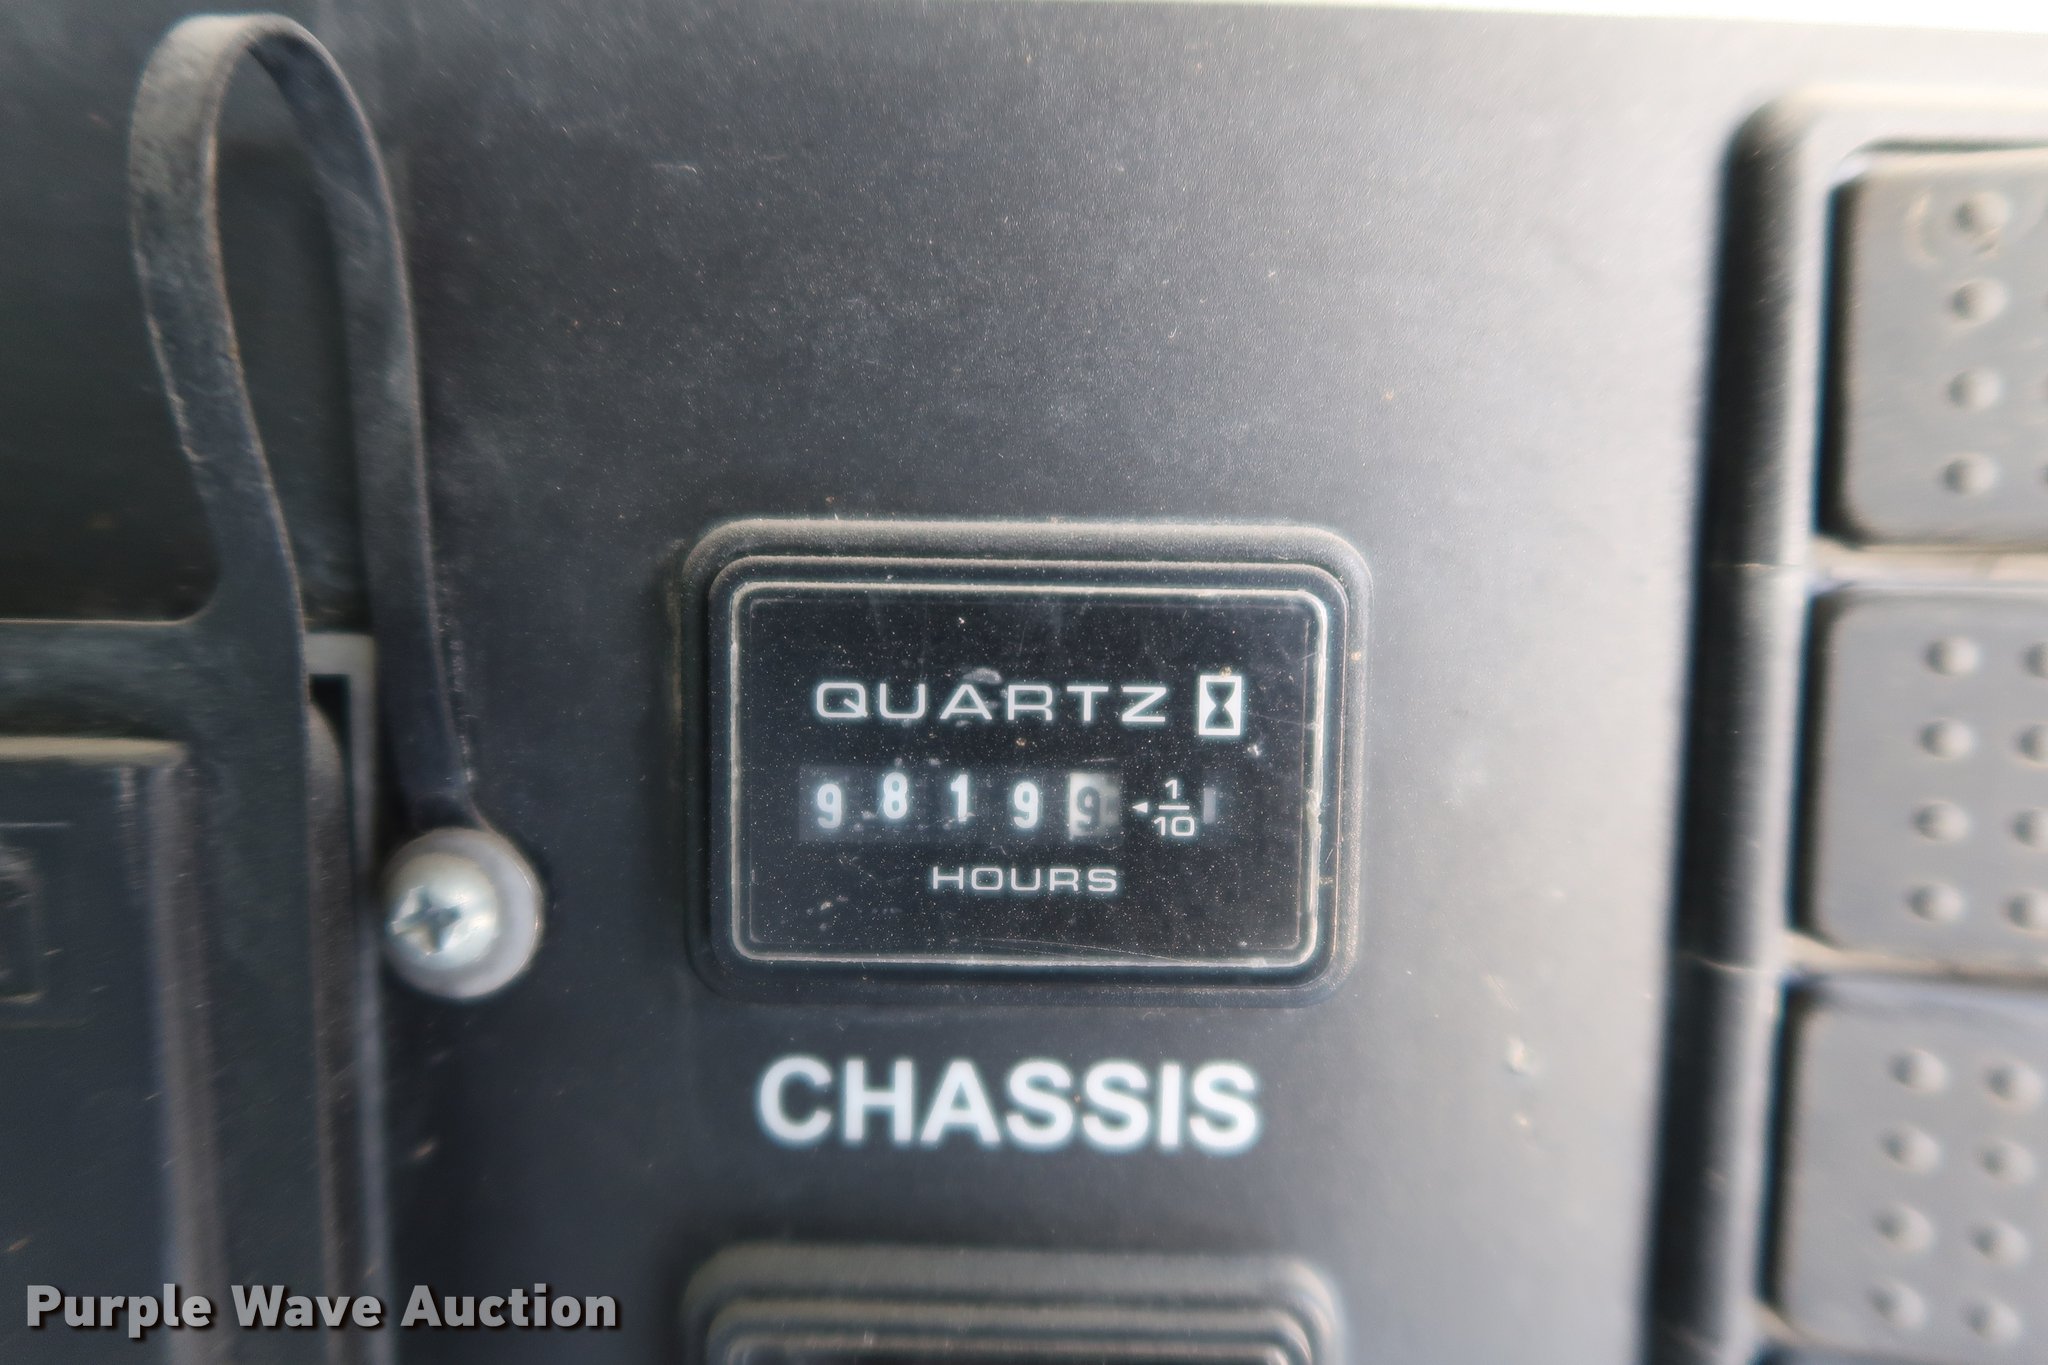 QUARTZ
98199 1/10
HOURS
CHASSIS
Purple Wave Auction